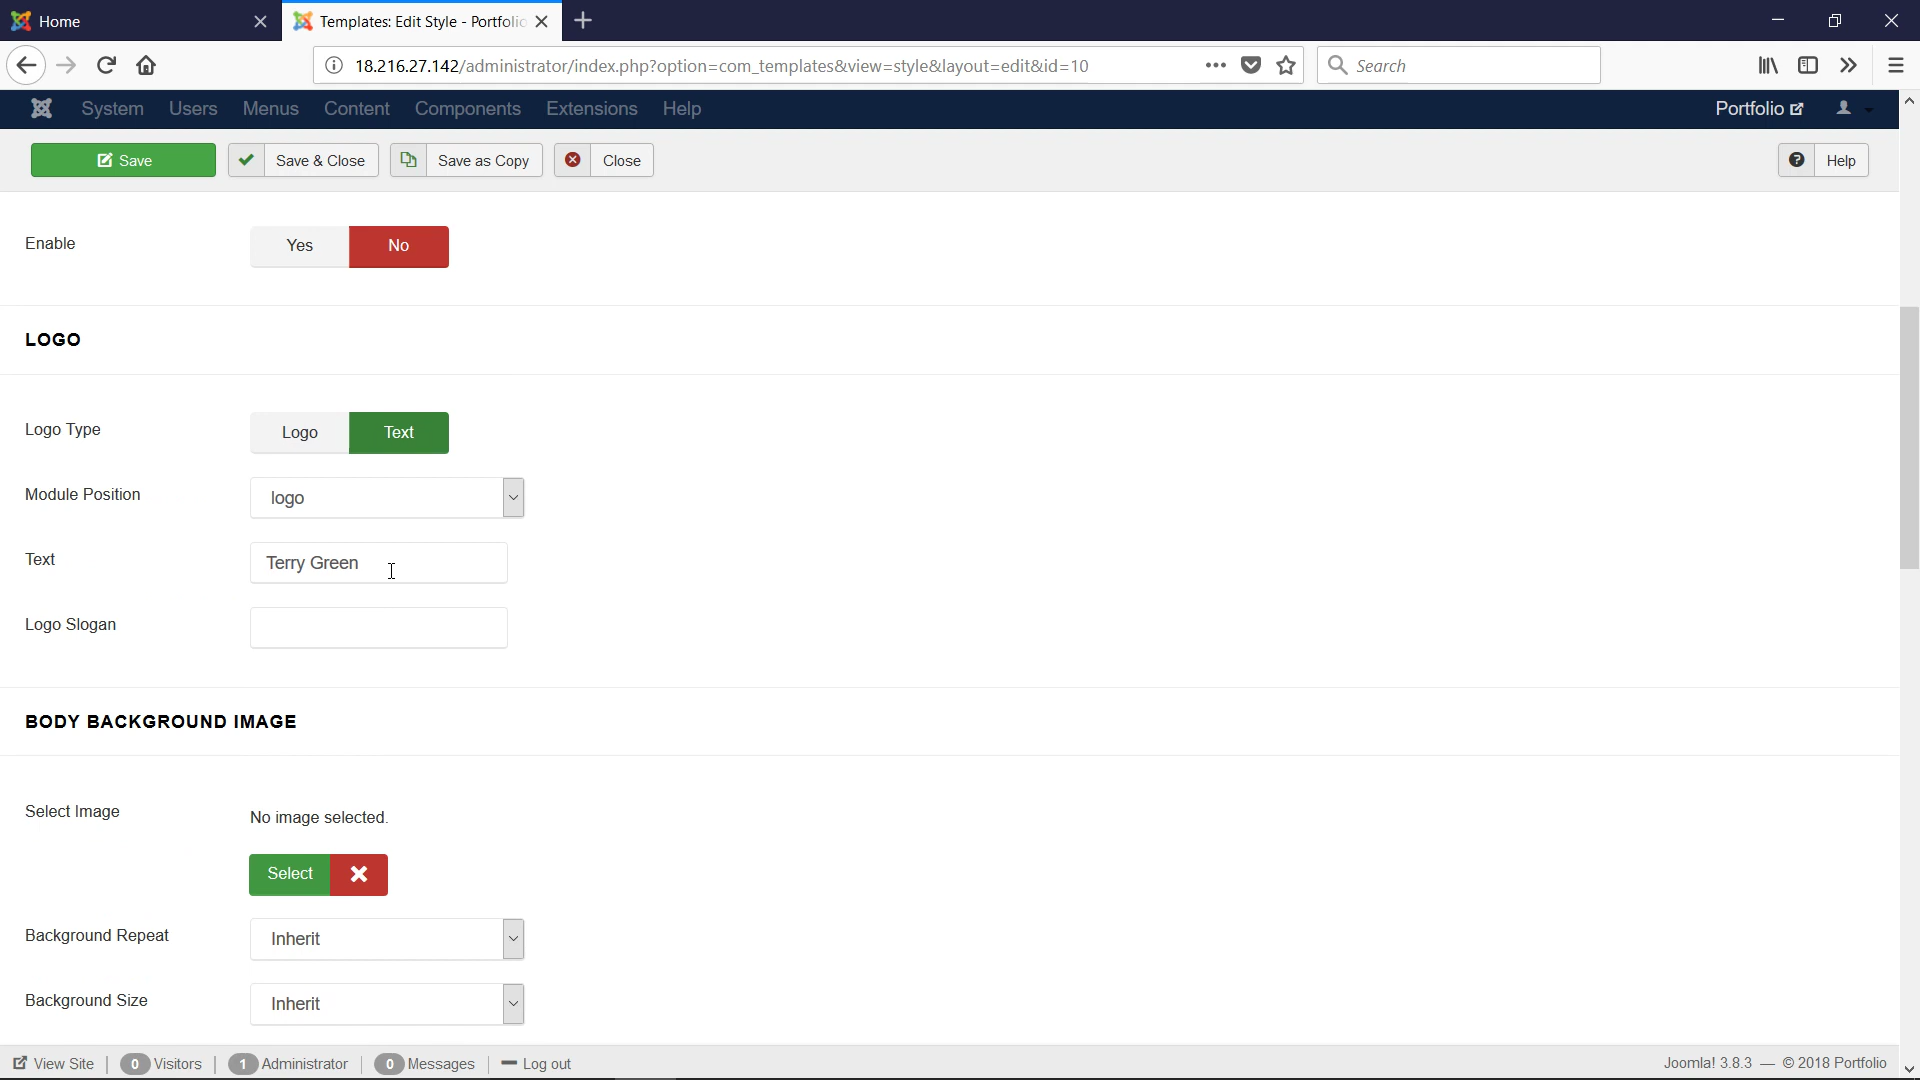 Home
Templates: Edit Style - Portfolio
18.216.27.142/administrator/index.php?option=com_templates&view=style&layout=edit&id=10
Search
System Users Menus Content Components Extensions Help
Portfolio
Save
Save & Close
Save as Copy
Close
Help
Enable
Yes No
LOGO
Logo Type
Logo Text
Module Position
logo
Text
Terry Green
Logo Slogan
BODY BACKGROUND IMAGE
Select Image
No image selected.
Select
Background Repeat
Inherit
Background Size
Inherit
View Site
0 Visitors
1 Administrator
0 Messages
Log out
Joomla! 3.8.3 — © 2018 Portfolio